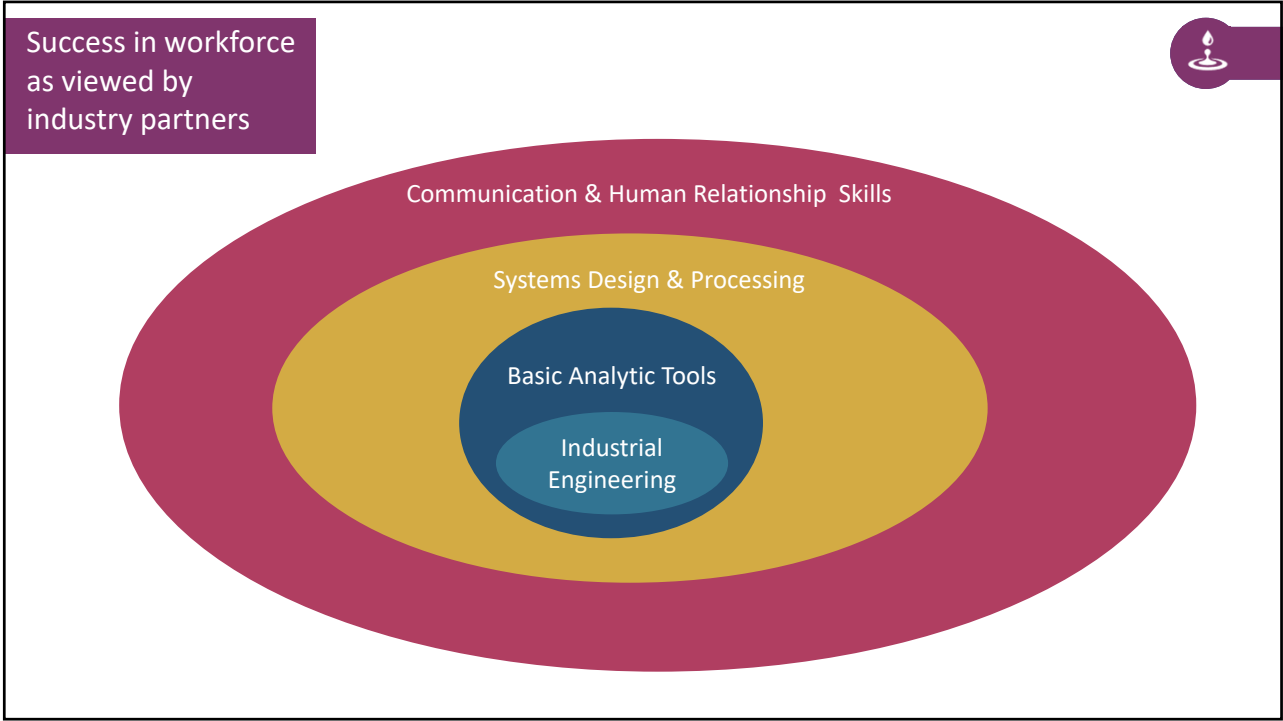 Success in workforce
as viewed by
industry partners
Communication & Human Relationship  Skills
Systems Design & Processing
Basic Analytic Tools
Industrial
Engineering